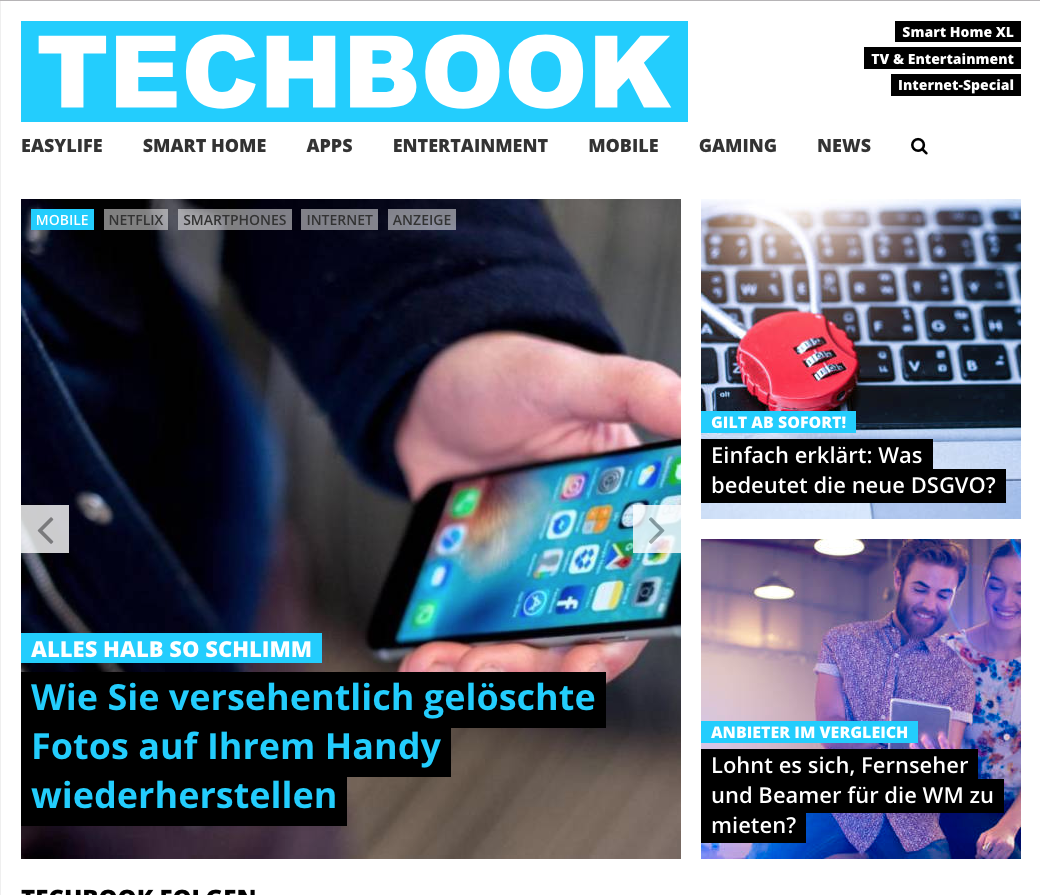 TECHBOOK
Smart Home XL
TV & Entertainment
Internet-Special
EASYLIFE SMART HOME APPS ENTERTAINMENT MOBILE GAMING NEWS
MOBILE NETFLIX SMARTPHONES INTERNET ANZEIGE
ALLES HALB SO SCHLIMM
Wie Sie versehentlich gelöschte
Fotos auf Ihrem Handy
wiederherstellen
GILT AB SOFORT!
Einfach erklärt: Was
bedeutet die neue DSGVO?
ANBIETER IM VERGLEICH
Lohnt es sich, Fernseher
und Beamer für die WM zu
mieten?
TECHBOOK FOLGEN